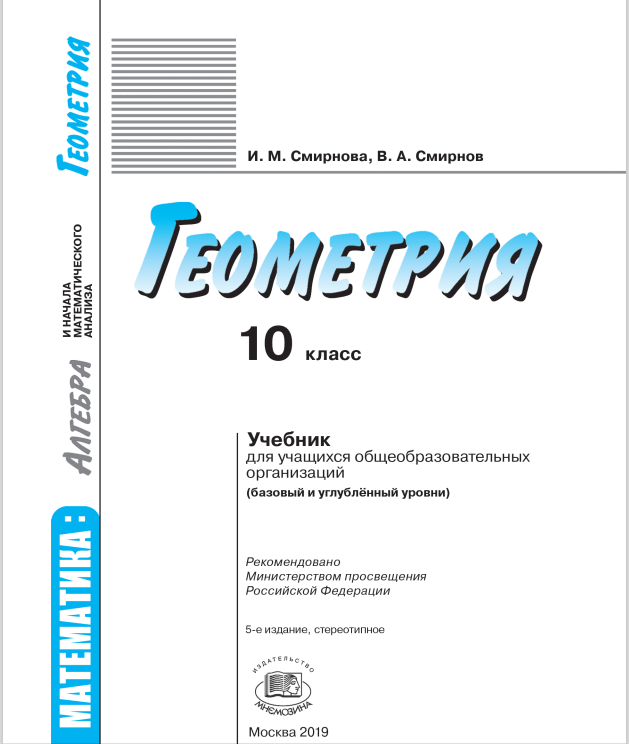 И. М. Смирнова, В. А. Смирнов
ГЕОМЕТРИЯ
10 класс
Учебник
для учащихся общеобразовательных
организаций
(базовый и углублённый уровни)
Рекомендовано
Министерством просвещения
Российской Федерации
5-е издание, стереотипное
ИЗДАТЕЛЬСТВО
МНЕМОЗИНА
Москва 2019
МАТЕМАТИКА:
АЛГЕБРА
И НАЧАЛА
МАТЕМАТИЧЕСКОГО
АНАЛИЗА
ГЕОМЕТРИЯ